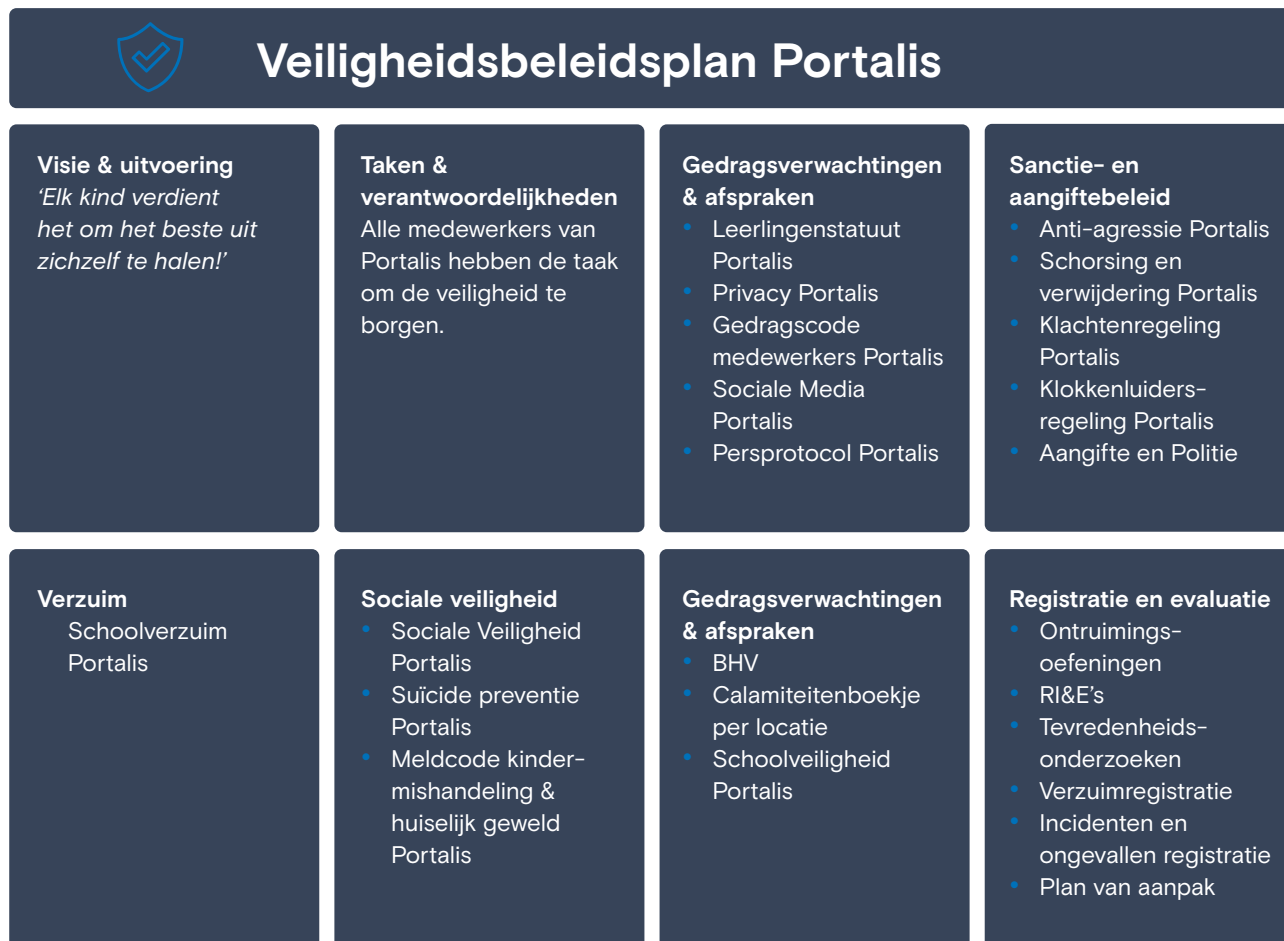 Veiligheidsbeleidsplan Portalis
Visie & uitvoering
‘Elk kind verdient
het om het beste uit
zichzelf te halen!’
Taken &
verantwoordelijkheden
Alle medewerkers van
Portalis hebben de taak
om de veiligheid te
borgen.
Gedragsverwachtingen
& afspraken
• Leerlingenstatuut
Portalis
• Privacy Portalis
• Gedragscode
medewerkers Portalis
• Sociale Media
Portalis
• Persprotocol Portalis
Sanctie- en
aangiftebeleid
• Anti-agressie Portalis
• Schorsing en
verwijdering Portalis
• Klachtenregeling
Portalis
• Klokkenluiders-
regeling Portalis
• Aangifte en Politie
Verzuim
Schoolverzuim
Portalis
Sociale veiligheid
• Sociale Veiligheid
Portalis
• Suïcide preventie
Portalis
• Meldcode kinder-
mishandeling &
huiselijk geweld
Portalis
Gedragsverwachtingen
& afspraken
• BHV
• Calamiteitenboekje
per locatie
• Schoolveiligheid
Portalis
Registratie en evaluatie
• Ontruimings-
oefeningen
• RI&E’s
• Tevredenheids-
onderzoeken
• Verzuimregistratie
• Incidenten en
ongevallen registratie
• Plan van aanpak